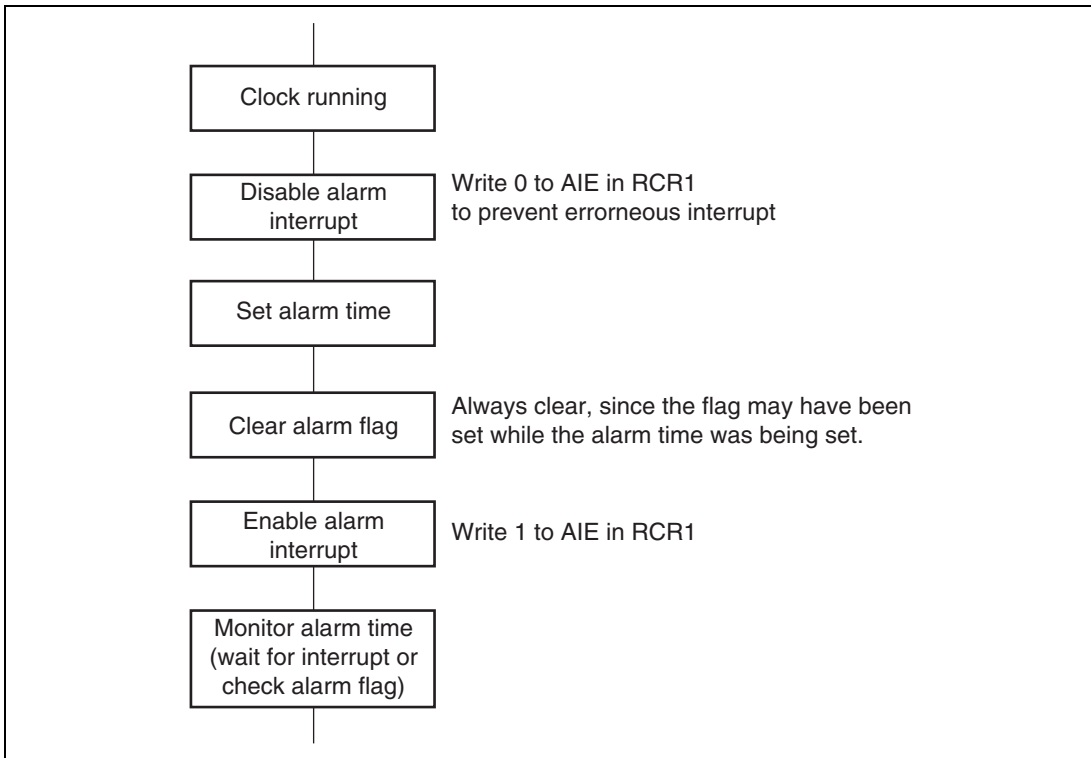 Clock running
Disable alarm
interrupt
Write 0 to AIE in RCR1
to prevent errorneous interrupt
Set alarm time
Clear alarm flag
Always clear, since the flag may have been
set while the alarm time was being set.
Enable alarm
interrupt
Write 1 to AIE in RCR1
Monitor alarm time
(wait for interrupt or
check alarm flag)